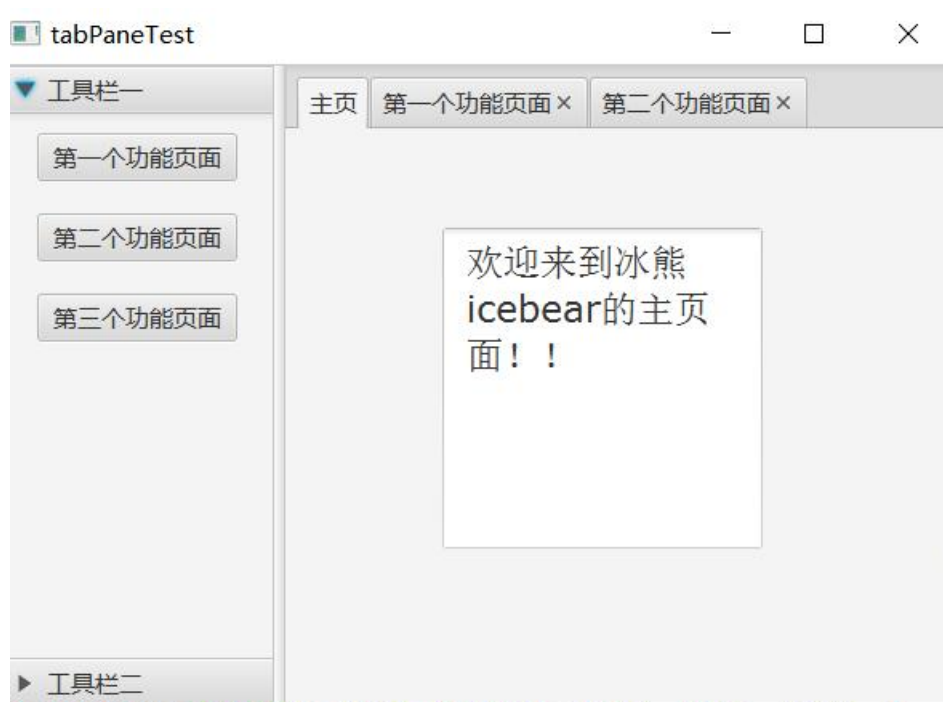 tabPaneTest
工具栏一
第一个功能页面
第二个功能页面
第三个功能页面
工具栏二
主页 第一个功能页面× 第二个功能页面×
欢迎来到冰熊
icebear的主页
面！！